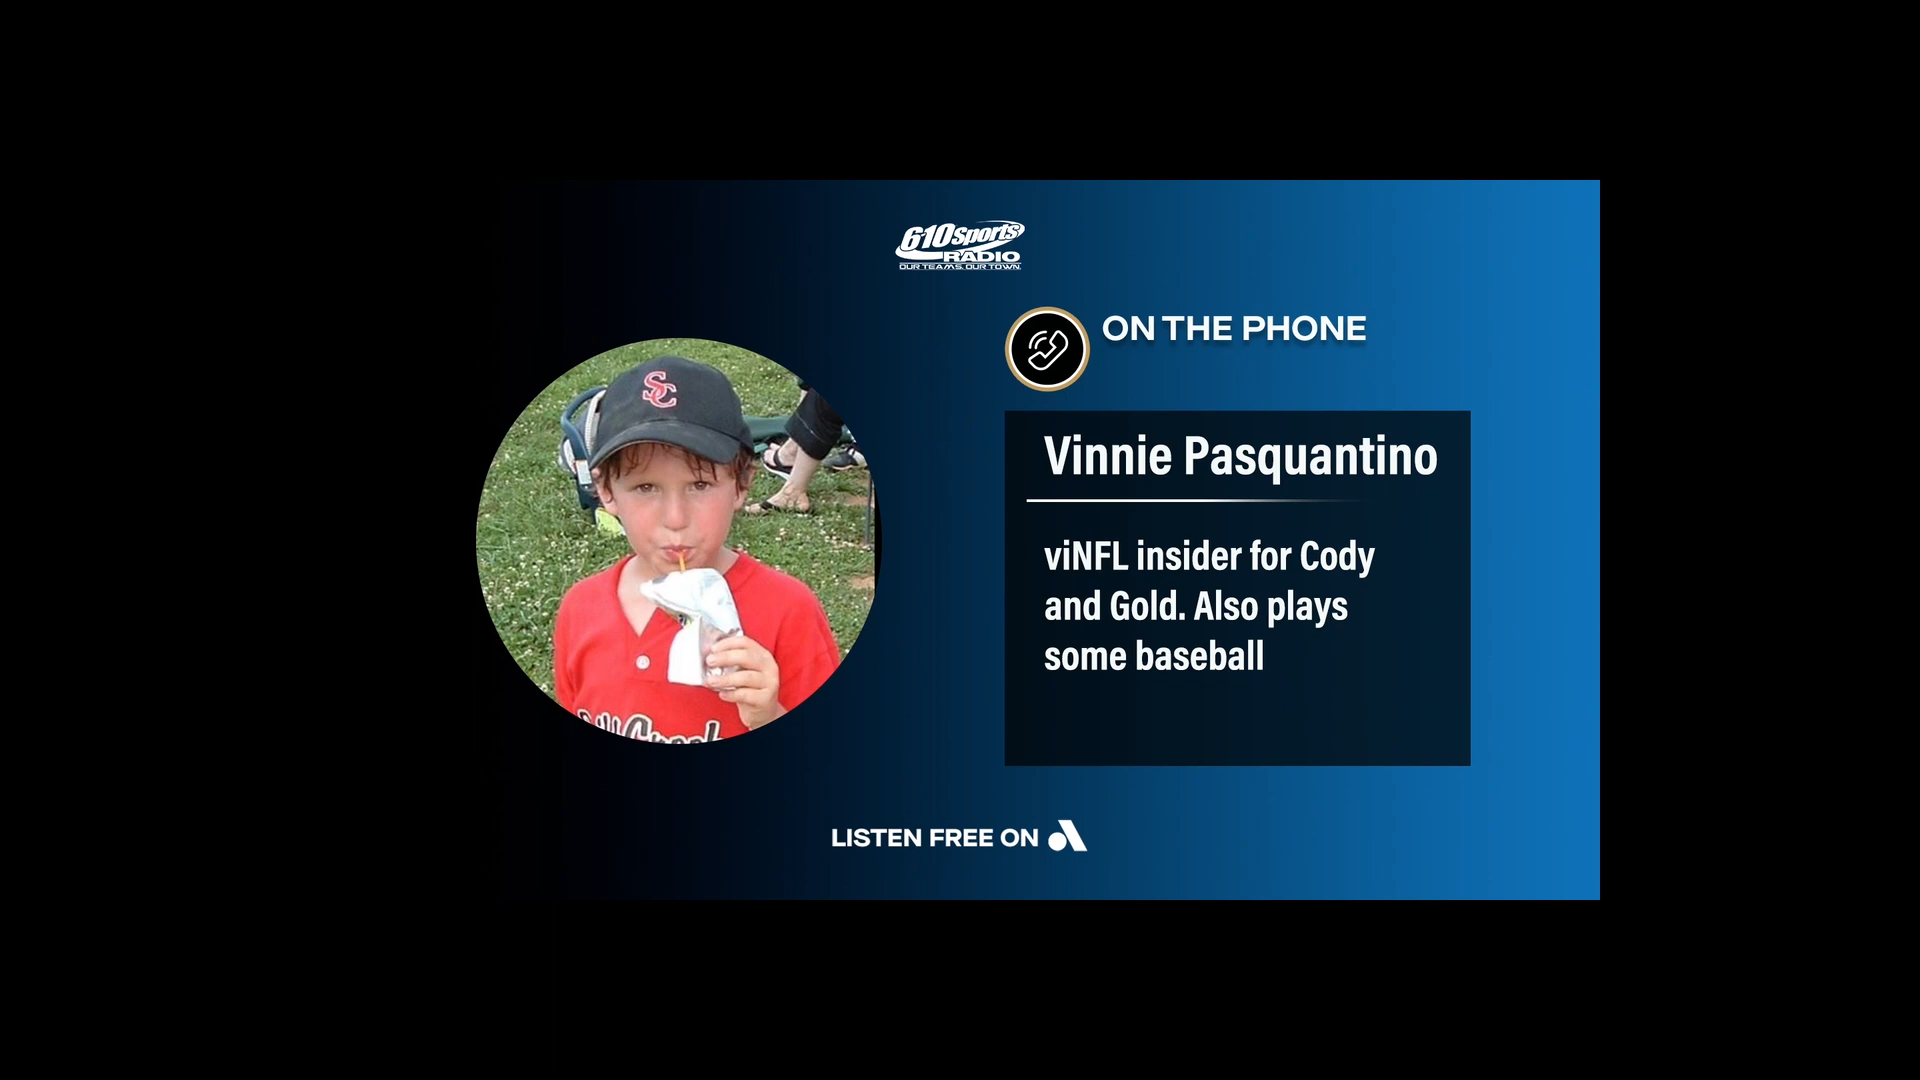 610 Sports
RADIO
OUR TEAMS. OUR TOWN.
ON THE PHONE
SC
Vinnie Pasquantino
viNFL insider for Cody
and Gold. Also plays
some baseball
LISTEN FREE ON